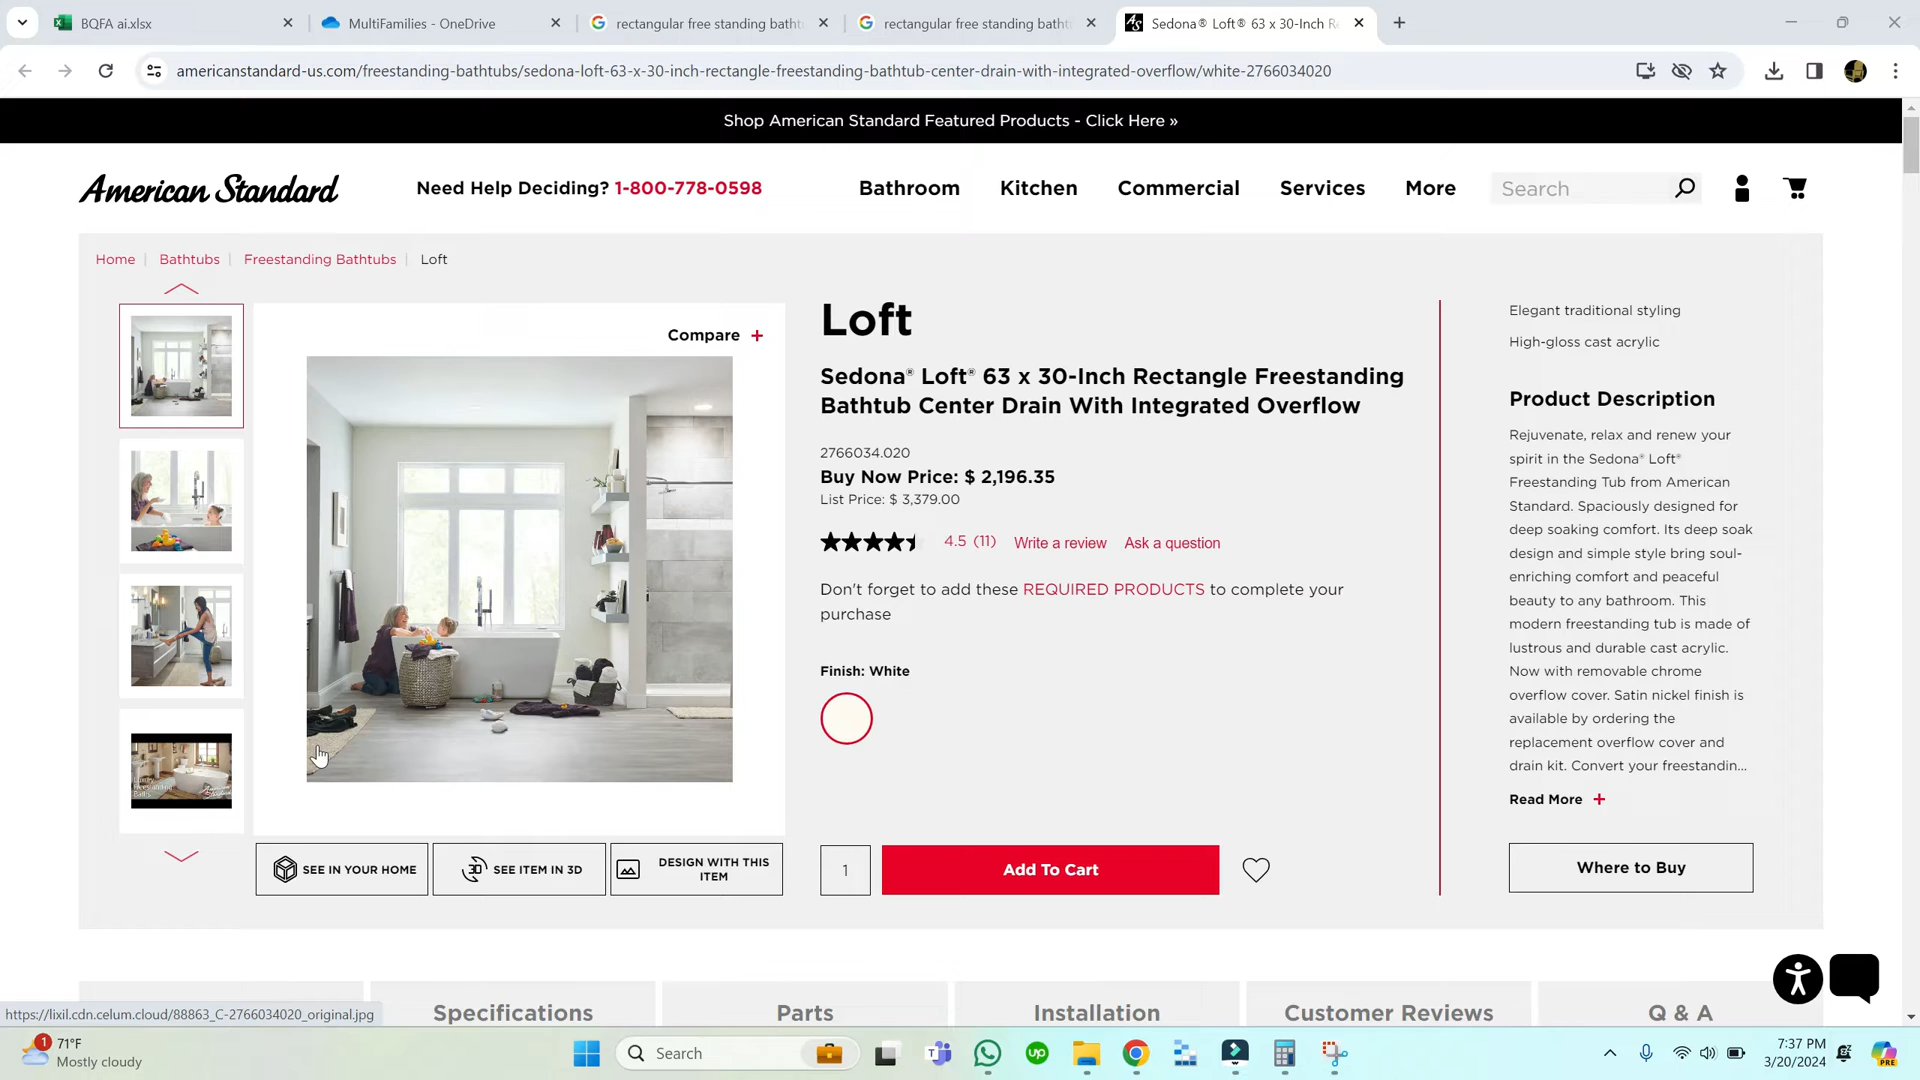 BQFA ai.xlsx
MultiFamilies - OneDrive
rectangular free standing batht
rectangular free standing batht
Sedona® Loft® 63 x 30-Inch R
americanstandard-us.com/freestanding-bathtubs/sedona-loft-63-x-30-inch-rectangle-freestanding-bathtub-center-drain-with-integrated-overflow/white-2766034020
Shop American Standard Featured Products - Click Here »
American Standard
Need Help Deciding? 1-800-778-0598
Bathroom
Kitchen
Commercial
Services
More
Search
Home
Bathtubs
Freestanding Bathtubs
Loft
Compare +
Loft
Sedona® Loft® 63 x 30-Inch Rectangle Freestanding
Bathtub Center Drain With Integrated Overflow
2766034.020
Buy Now Price: $ 2,196.35
List Price: $ 3,379.00
4.5 (11) Write a review Ask a question
Don't forget to add these REQUIRED PRODUCTS to complete your
purchase
Finish: White
SEE IN YOUR HOME
SEE ITEM IN 3D
DESIGN WITH THIS
ITEM
1
Add To Cart
Elegant traditional styling
High-gloss cast acrylic
Product Description
Rejuvenate, relax and renew your
spirit in the Sedona® Loft®
Freestanding Tub from American
Standard. Spaciously designed for
deep soaking comfort. Its deep soak
design and simple style bring soul-
enriching comfort and peaceful
beauty to any bathroom. This
modern freestanding tub is made of
lustrous and durable cast acrylic.
Now with removable chrome
overflow cover. Satin nickel finish is
available by ordering the
replacement overflow cover and
drain kit. Convert your freestandin...
Read More +
Where to Buy
Specifications
Parts
Installation
Customer Reviews
Q & A
https://lixil.cdn.celum.cloud/88863_C-2766034020_original.jpg
1
71°F
Mostly cloudy
Search
7:37 PM
3/20/2024